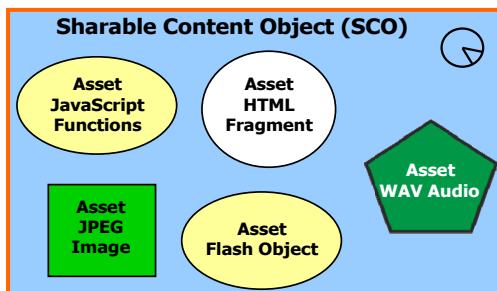 Sharable Content Object (SCO)
Asset
JavaScript
Functions
Asset
HTML
Fragment
Asset
WAV Audio
Asset
JPEG
Image
Asset
Flash Object